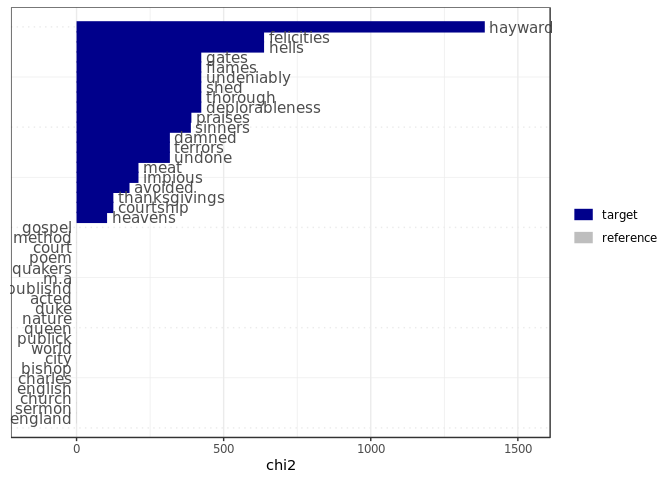 hayward
felicities
hells
gates
flames
undeniably
shed
thorough
deplorableness
praises
sinners
damned
terrors
undone
meat
impious
avoided
thanksgivings
courtship
heavens
gospel
method
court
poem
quakers
m.a
publishd
acted
duke
nature
queen
publick
world
city
bishop
charles
english
church
sermon
england
target
reference
0 500 1000 1500
chi2